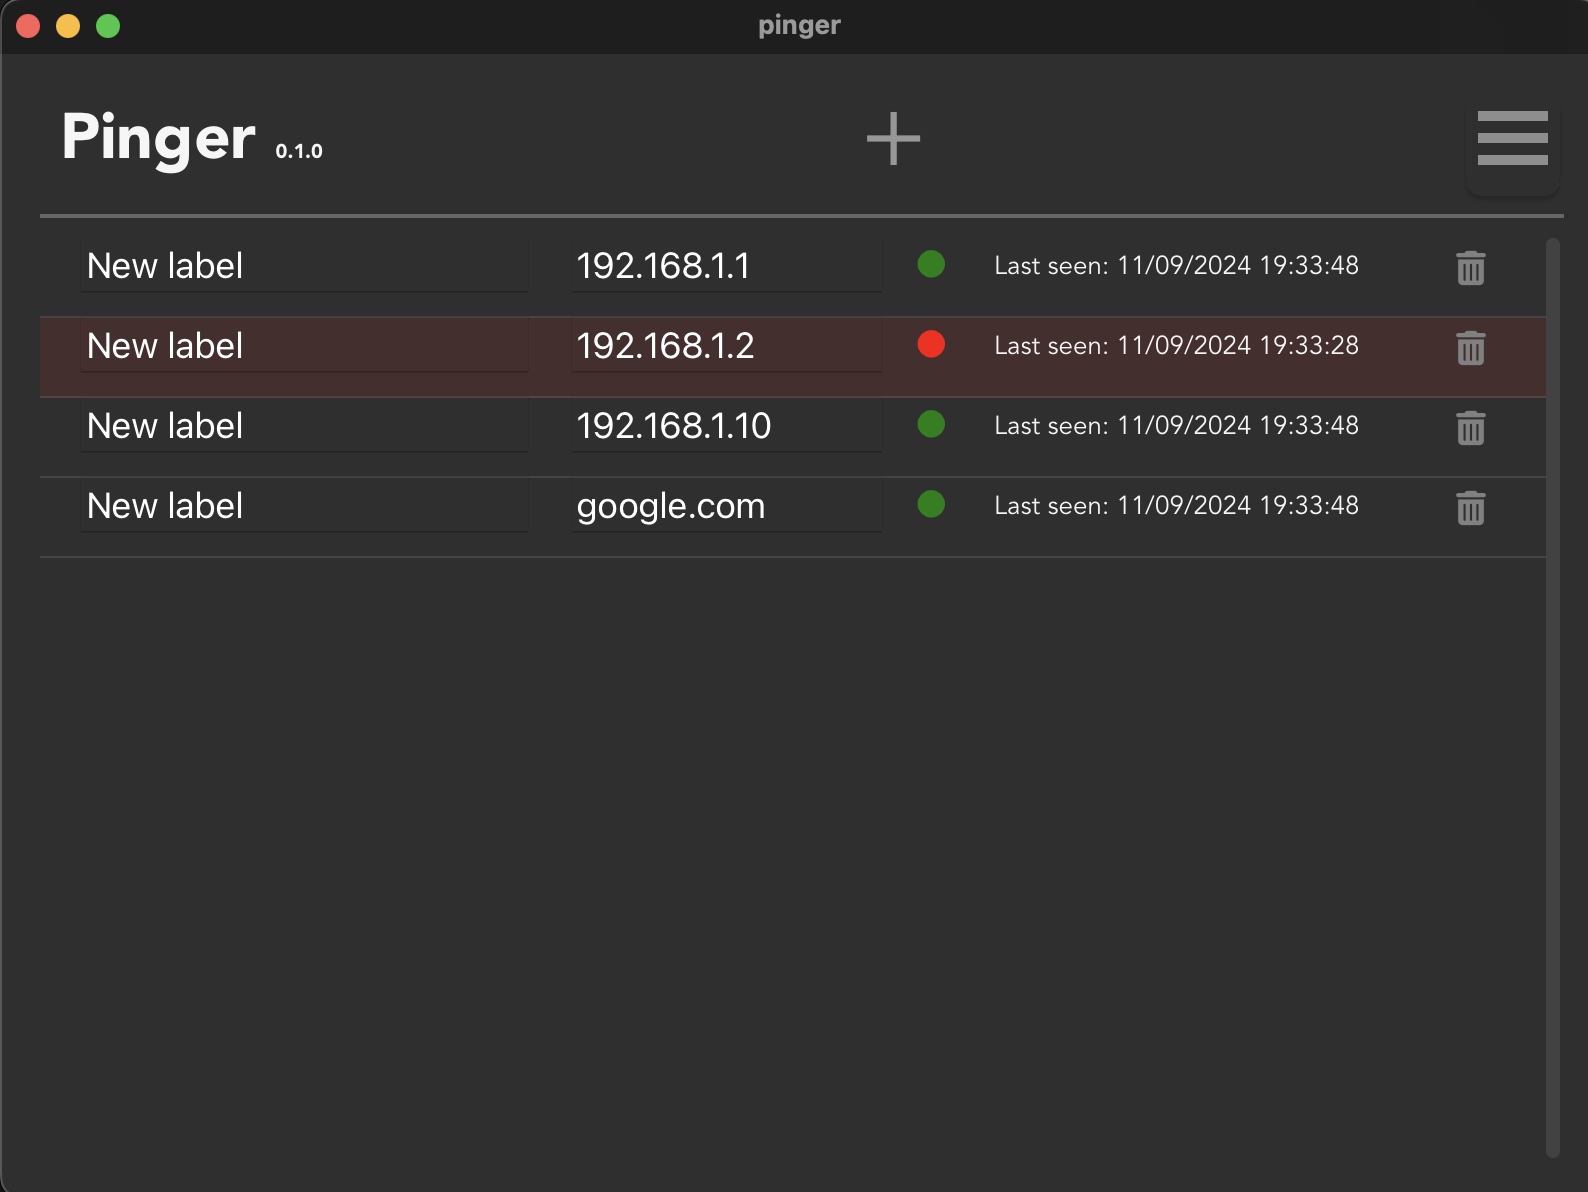 pinger
Pinger 0.1.0
New label 192.168.1.1 Last seen: 11/09/2024 19:33:48
New label 192.168.1.2 Last seen: 11/09/2024 19:33:28
New label 192.168.1.10 Last seen: 11/09/2024 19:33:48
New label google.com Last seen: 11/09/2024 19:33:48